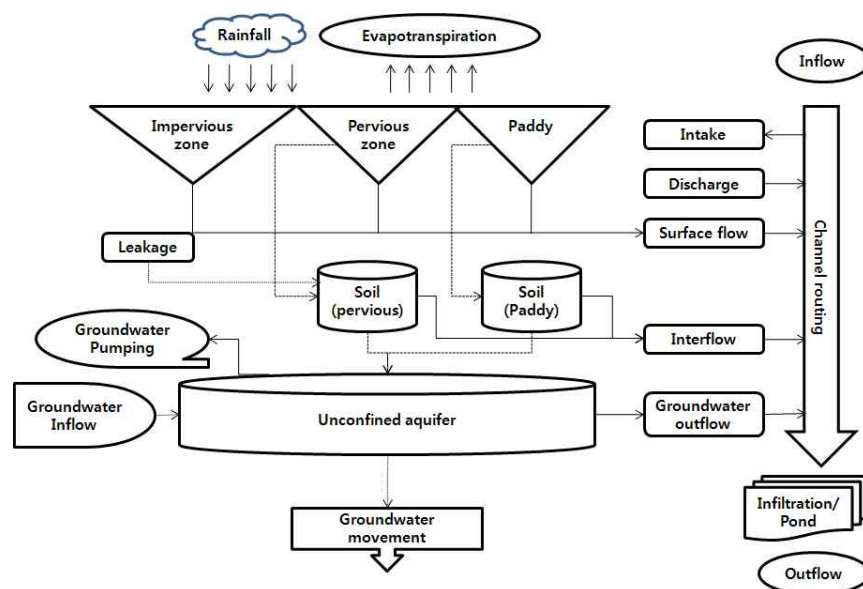 Rainfall
Evapotranspiration
Inflow
Impervious
zone
Pervious
zone
Paddy
Intake
Discharge
Leakage
Surface flow
Channel routing
Soil
(pervious)
Soil
(Paddy)
Groundwater
Pumping
Interflow
Groundwater
Inflow
Unconfined aquifer
Groundwater
outflow
Groundwater
movement
Infiltration/
Pond
Outflow